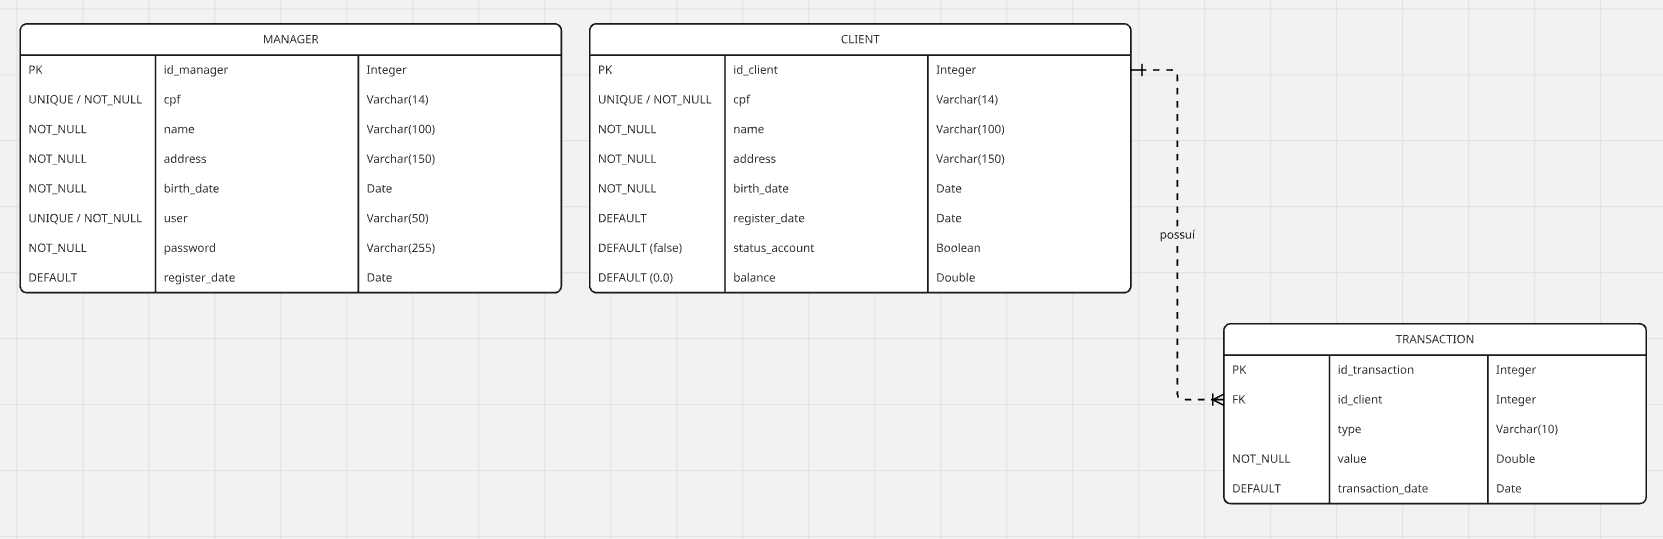 MANAGER
PK id_manager Integer
UNIQUE / NOT_NULL cpf Varchar(14)
NOT_NULL name Varchar(100)
NOT_NULL address Varchar(150)
NOT_NULL birth_date Date
UNIQUE / NOT_NULL user Varchar(50)
NOT_NULL password Varchar(255)
DEFAULT register_date Date
CLIENT
PK id_client Integer
UNIQUE / NOT_NULL cpf Varchar(14)
NOT_NULL name Varchar(100)
NOT_NULL address Varchar(150)
NOT_NULL birth_date Date
DEFAULT register_date Date
DEFAULT (false) status_account Boolean
DEFAULT (0.0) balance Double
possuí
TRANSACTION
PK id_transaction Integer
FK id_client Integer
type Varchar(10)
NOT_NULL value Double
DEFAULT transaction_date Date